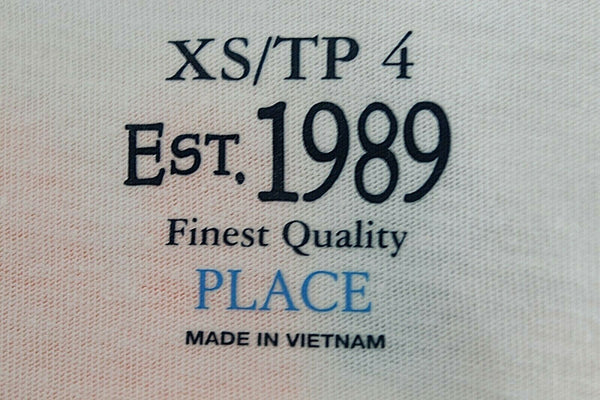 XS/TP 4
EST. 1989
Finest Quality
PLACE
MADE IN VIETNAM